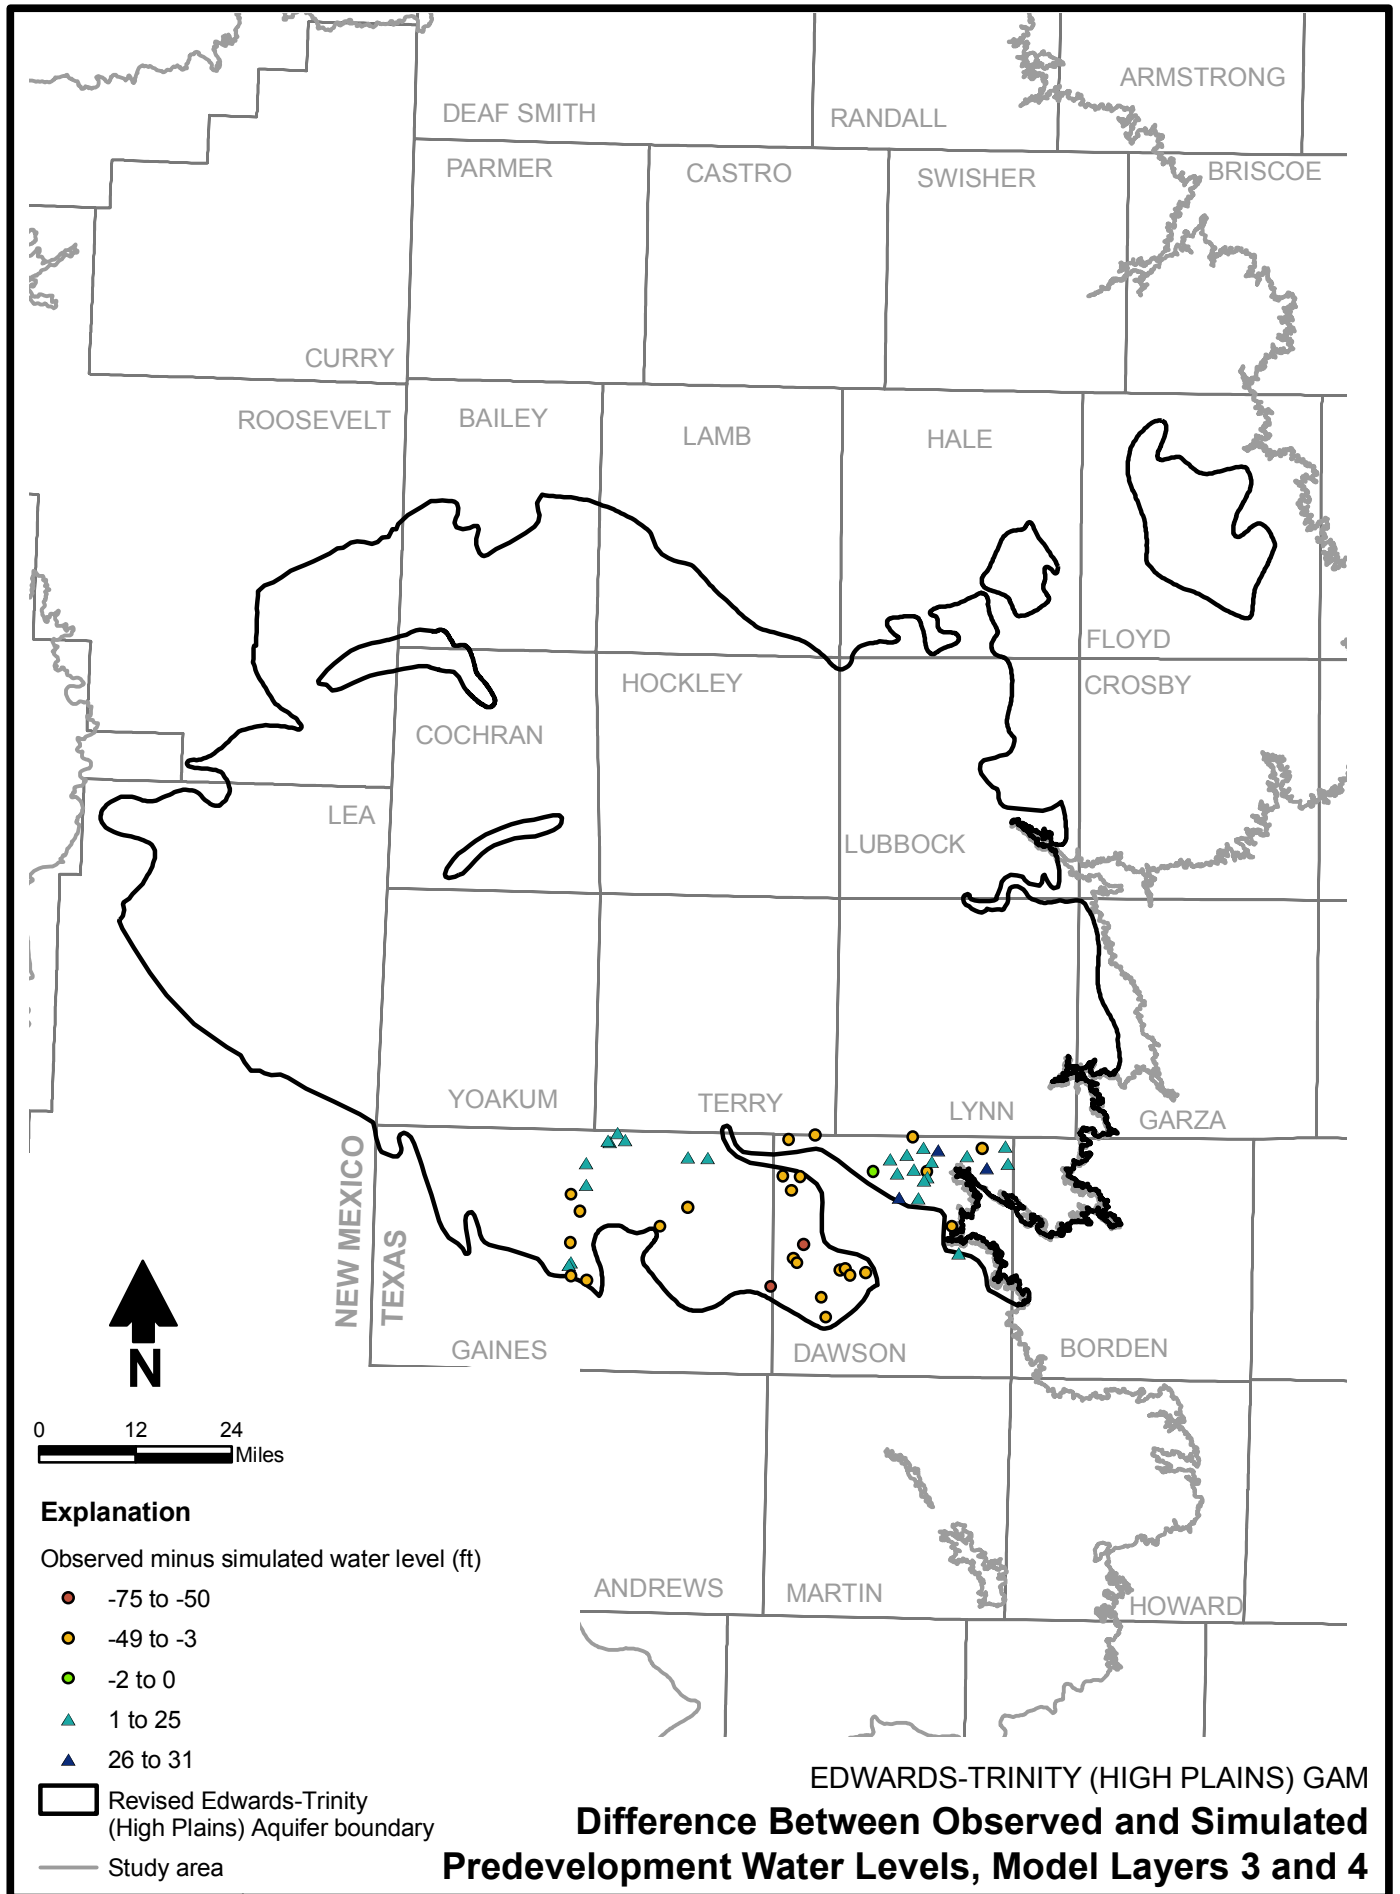 ARMSTRONG
DEAF SMITH
RANDALL
PARMER
CASTRO
SWISHER
BRISCOE
CURRY
ROOSEVELT
BAILEY
LAMB
HALE
FLOYD
HOCKLEY
CROSBY
COCHRAN
LEA
LUBBOCK
YOAKUM
TERRY
LYNN
GARZA
NEW MEXICO
TEXAS
GAINES
DAWSON
BORDEN
N
0 12 24
Miles
ANDREWS
MARTIN
HOWARD
Explanation
Observed minus simulated water level (ft)
-75 to -50
-49 to -3
-2 to 0
1 to 25
26 to 31
Revised Edwards-Trinity
(High Plains) Aquifer boundary
Study area
EDWARDS-TRINITY (HIGH PLAINS) GAM
Difference Between Observed and Simulated
Predevelopment Water Levels, Model Layers 3 and 4